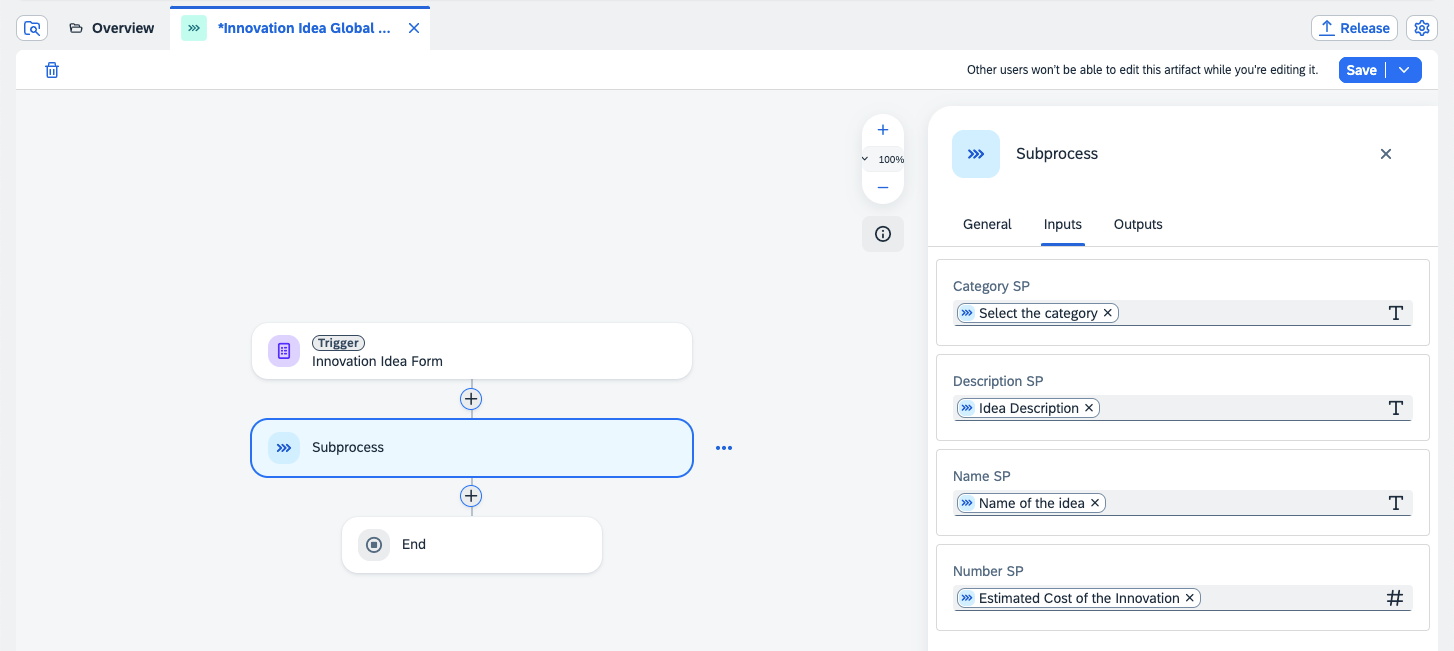 Overview
*Innovation Idea Global ...
Release
Other users won't be able to edit this artifact while you're editing it.
Save
100%
Trigger
Innovation Idea Form
Subprocess
End
Subprocess
General
Inputs
Outputs
Category SP
Select the category
Description SP
Idea Description
Name SP
Name of the idea
Number SP
Estimated Cost of the Innovation